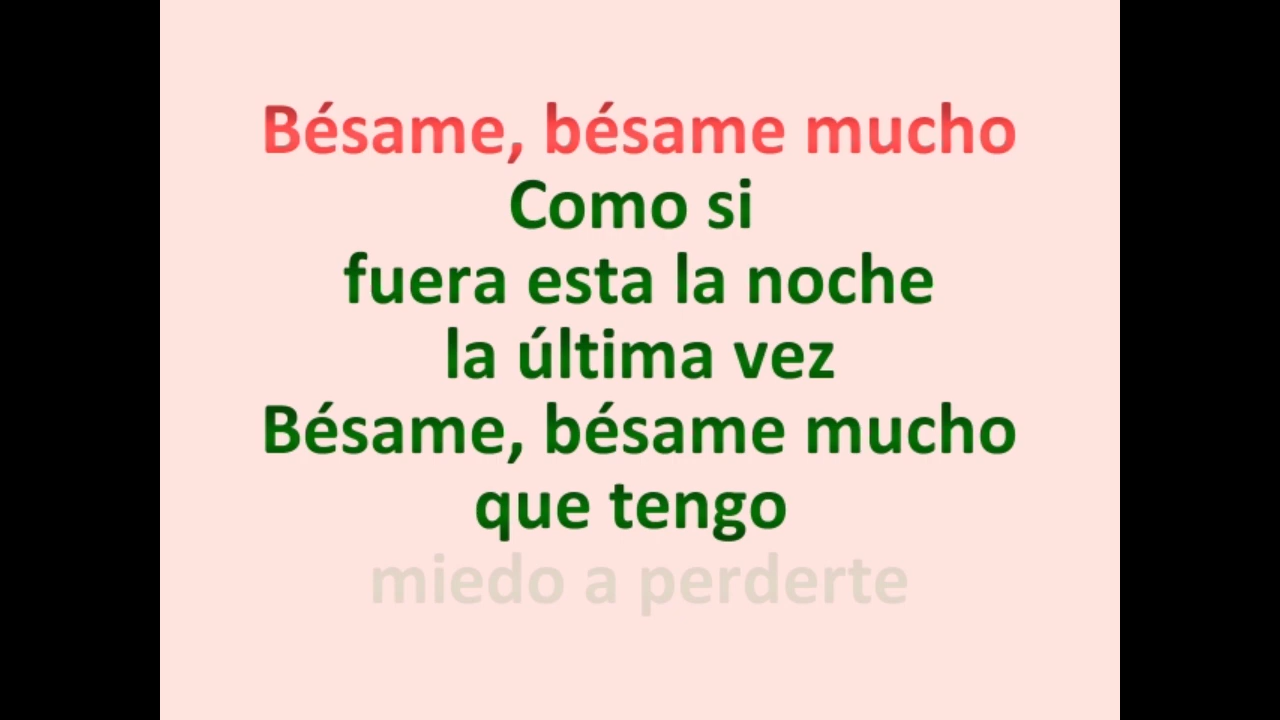 Bésame, bésame mucho
Como si
fuera esta la noche
la última vez
Bésame, bésame mucho
que tengo
miedo a perderte